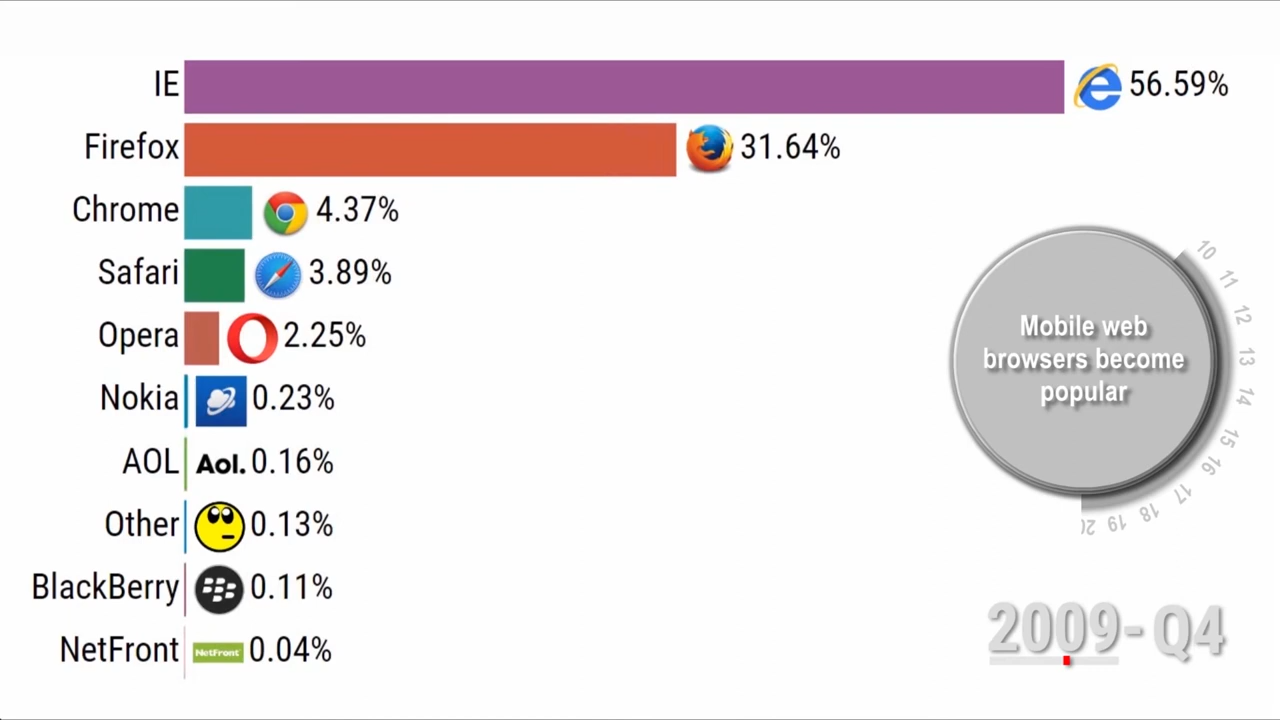 IE 56.59%
Firefox 31.64%
Chrome 4.37%
Safari 3.89%
Opera 2.25%
Nokia 0.23%
AOL Aol. 0.16%
Other 0.13%
BlackBerry 0.11%
NetFront NetFront 0.04%
Mobile web
browsers become
popular
10
11
12
13
14
15
16
17
18
19
2009-Q4